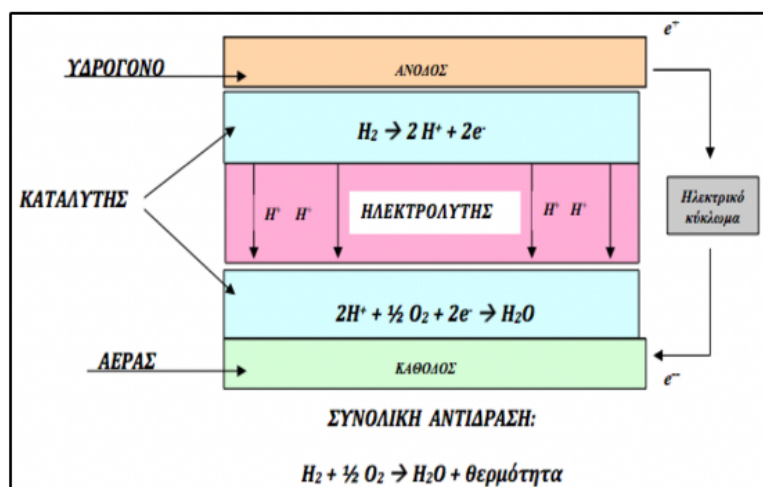 e⁺
ΥΔΡΟΓΟΝΟ
ΑΝΟΔΟΣ
H₂ → 2 H⁺ + 2e⁻
ΚΑΤΑΛΥΤΗΣ
H⁺ H⁺
ΗΛΕΚΤΡΟΛΥΤΗΣ
H⁺ H⁺
Ηλεκτρικό
κύκλωμα
2H⁺ + ½ O₂ + 2e⁻ → H₂O
ΑΕΡΑΣ
ΚΑΘΟΔΟΣ
e⁻
ΣΥΝΟΛΙΚΗ ΑΝΤΙΔΡΑΣΗ:
H₂ + ½ O₂ → H₂O + θερμότητα